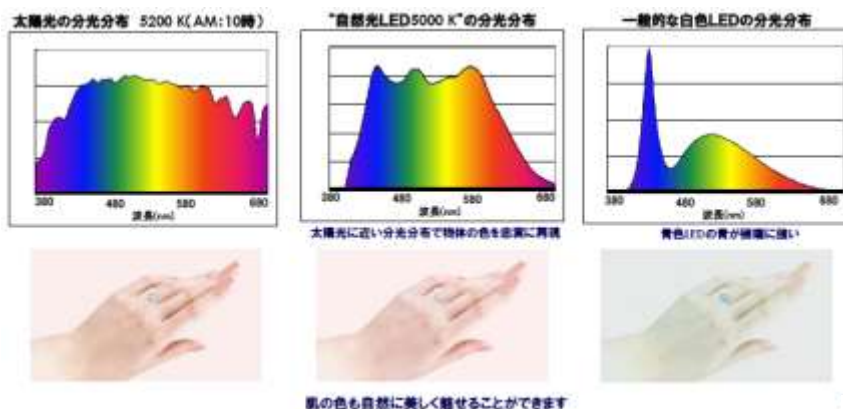 太陽光の分光分布 5200 K(AM:10時)
"自然光LED5000 K"の分光分布
一般的な白色LEDの分光分布
380 480 580 680
波長(nm)
380 480 580 680
波長(nm)
380 480 580 680
波長(nm)
太陽光に近い分光分布で物体の色を忠実に再現
青色LEDの青が極端に強い
肌の色も自然に美しく魅せることができます